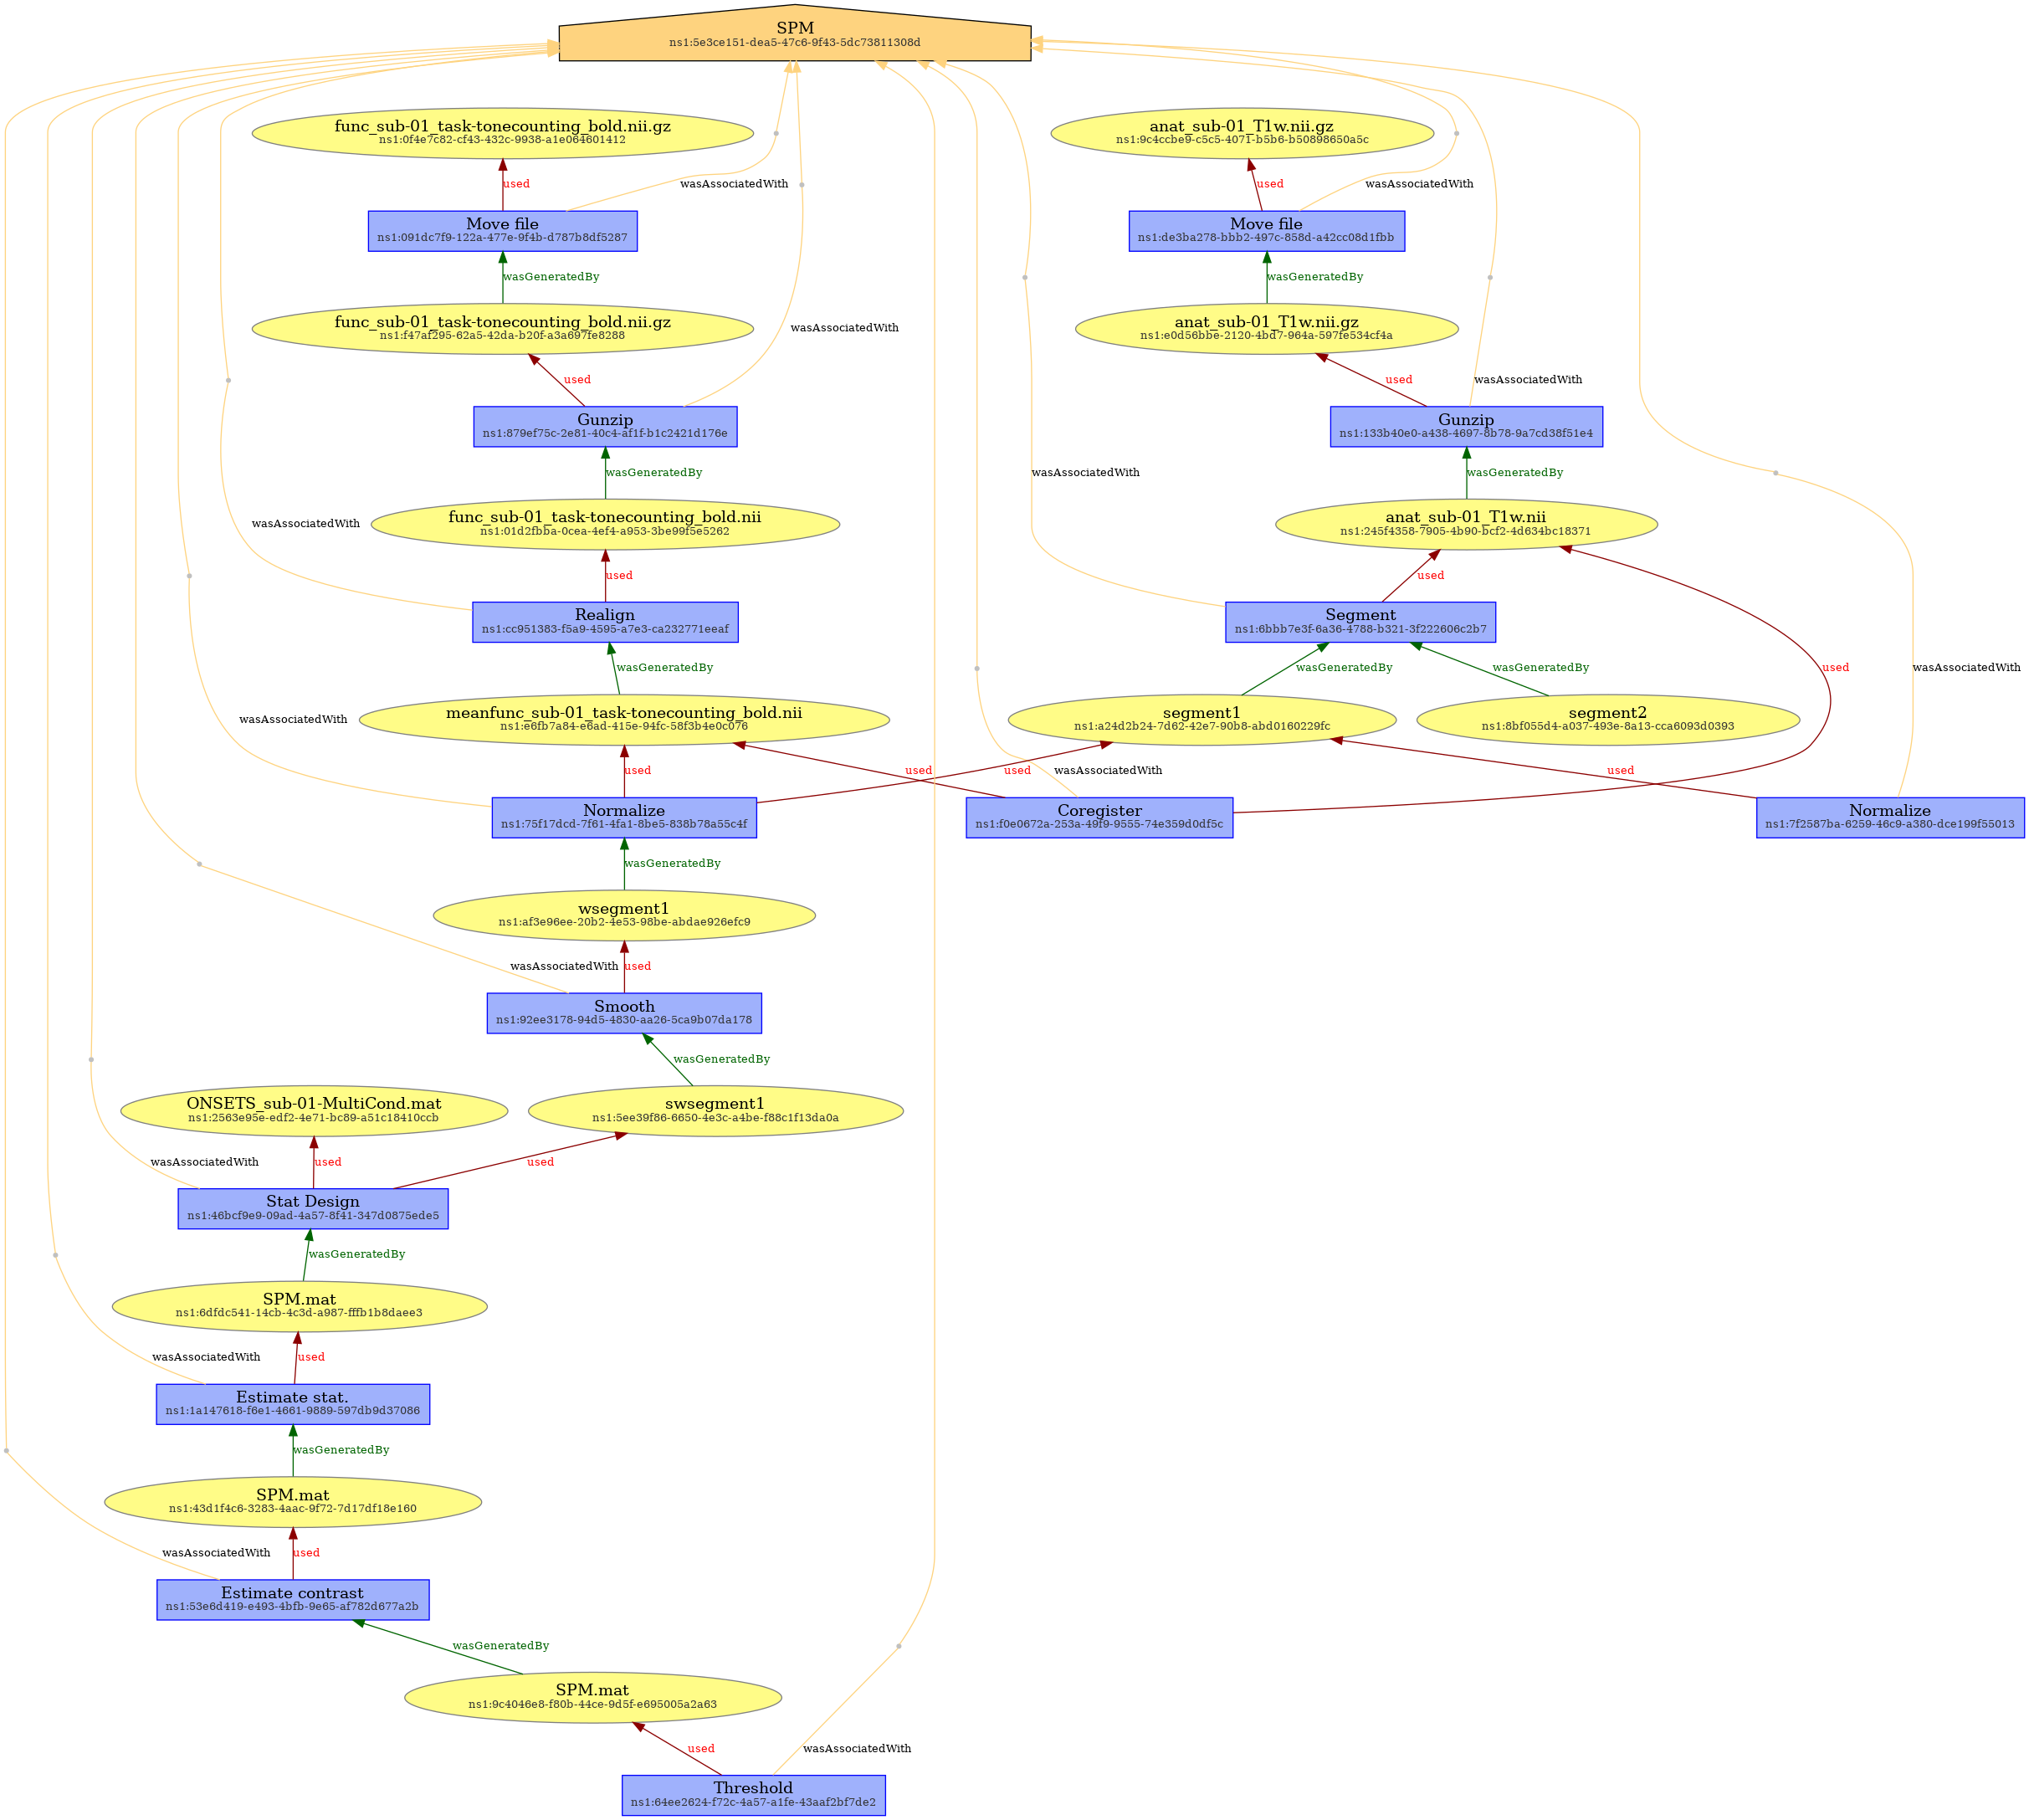 SPM
ns1:5e3ce151-dea5-47c6-9f43-5dc73811308d
func_sub-01_task-tonecounting_bold.nii.gz
ns1:0f4e7c82-cf43-432c-9938-a1e064601412
anat_sub-01_T1w.nii.gz
ns1:9c4ccbe9-c5c5-4071-b5b6-b50898650a5c
used
wasAssociatedWith
used
wasAssociatedWith
Move file
ns1:091dc7f9-122a-477e-9f4b-d787b8df5287
Move file
ns1:de3ba278-bbb2-497c-858d-a42cc08d1fbb
wasGeneratedBy
wasGeneratedBy
func_sub-01_task-tonecounting_bold.nii.gz
ns1:f47af295-62a5-42da-b20f-a3a697fe8288
wasAssociatedWith
anat_sub-01_T1w.nii.gz
ns1:e0d56bbe-2120-4bd7-964a-597fe534cf4a
used
used
wasAssociatedWith
Gunzip
ns1:879ef75c-2e81-40c4-af1f-b1c2421d176e
Gunzip
ns1:133b40e0-a438-4697-8b78-9a7cd38f51e4
wasGeneratedBy
wasAssociatedWith
wasGeneratedBy
wasAssociatedWith
func_sub-01_task-tonecounting_bold.nii
ns1:01d2fbba-0cea-4ef4-a953-3be99f5e5262
anat_sub-01_T1w.nii
ns1:245f4358-7905-4b90-bcf2-4d634bc18371
used
used
Realign
ns1:cc951383-f5a9-4595-a7e3-ca232771eeaf
Segment
ns1:6bbb7e3f-6a36-4788-b321-3f222606c2b7
wasGeneratedBy
wasGeneratedBy
wasGeneratedBy
used
wasAssociatedWith
wasAssociatedWith
meanfunc_sub-01_task-tonecounting_bold.nii
ns1:e6fb7a84-e6ad-415e-94fc-58f3b4e0c076
segment1
ns1:a24d2b24-7d62-42e7-90b8-abd0160229fc
segment2
ns1:8bf055d4-a037-493e-8a13-cca6093d0393
used
used
used
wasAssociatedWith
used
Normalize
ns1:75f17dcd-7f61-4fa1-8be5-838b78a55c4f
Coregister
ns1:f0e0672a-253a-49f9-9555-74e359d0df5c
Normalize
ns1:7f2587ba-6259-46c9-a380-dce199f55013
wasGeneratedBy
wsegment1
ns1:af3e96ee-20b2-4e53-98be-abdae926efc9
wasAssociatedWith
used
Smooth
ns1:92ee3178-94d5-4830-aa26-5ca9b07da178
wasGeneratedBy
ONSETS_sub-01-MultiCond.mat
ns1:2563e95e-edf2-4e71-bc89-a51c18410ccb
swsegment1
ns1:5ee39f86-6650-4e3c-a4be-f88c1f13da0a
wasAssociatedWith
used
used
Stat Design
ns1:46bcf9e9-09ad-4a57-8f41-347d0875ede5
wasGeneratedBy
SPM.mat
ns1:6dfdc541-14cb-4c3d-a987-fffb1b8daee3
wasAssociatedWith
used
Estimate stat.
ns1:1a147618-f6e1-4661-9889-597db9d37086
wasGeneratedBy
SPM.mat
ns1:43d1f4c6-3283-4aac-9f72-7d17df18e160
wasAssociatedWith
used
Estimate contrast
ns1:53e6d419-e493-4bfb-9e65-af782d677a2b
wasGeneratedBy
SPM.mat
ns1:9c4046e8-f80b-44ce-9d5f-e695005a2a63
used
wasAssociatedWith
Threshold
ns1:64ee2624-f72c-4a57-a1fe-43aaf2bf7de2